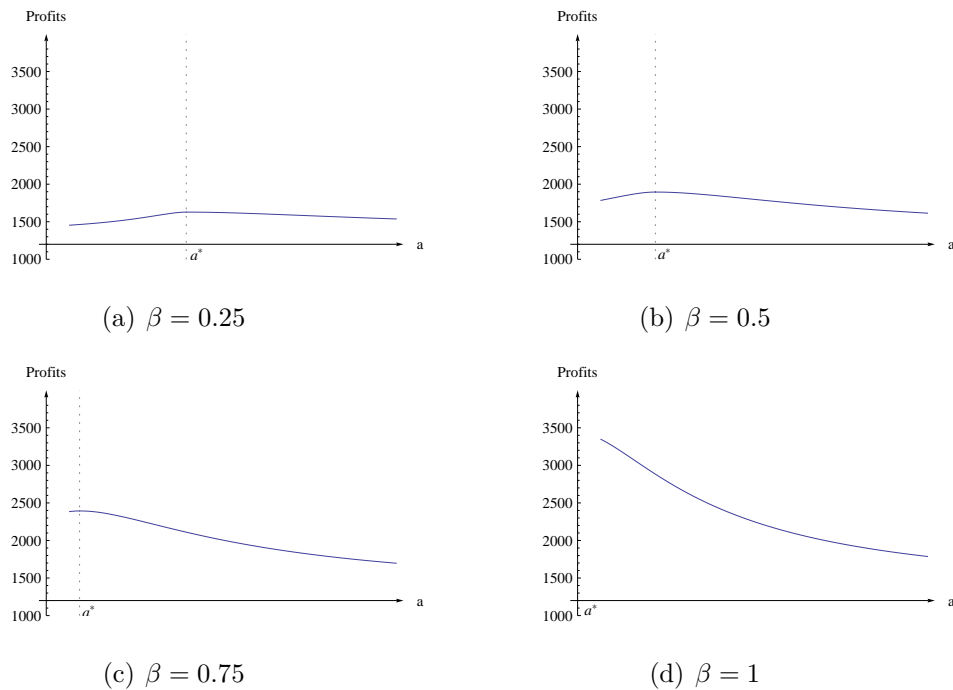 Profits
3500
3000
2500
2000
1500
1000
a
a*
(a) β = 0.25
Profits
3500
3000
2500
2000
1500
1000
a
a*
(b) β = 0.5
Profits
3500
3000
2500
2000
1500
1000
a
a*
(c) β = 0.75
Profits
3500
3000
2500
2000
1500
1000
a
a*
(d) β = 1